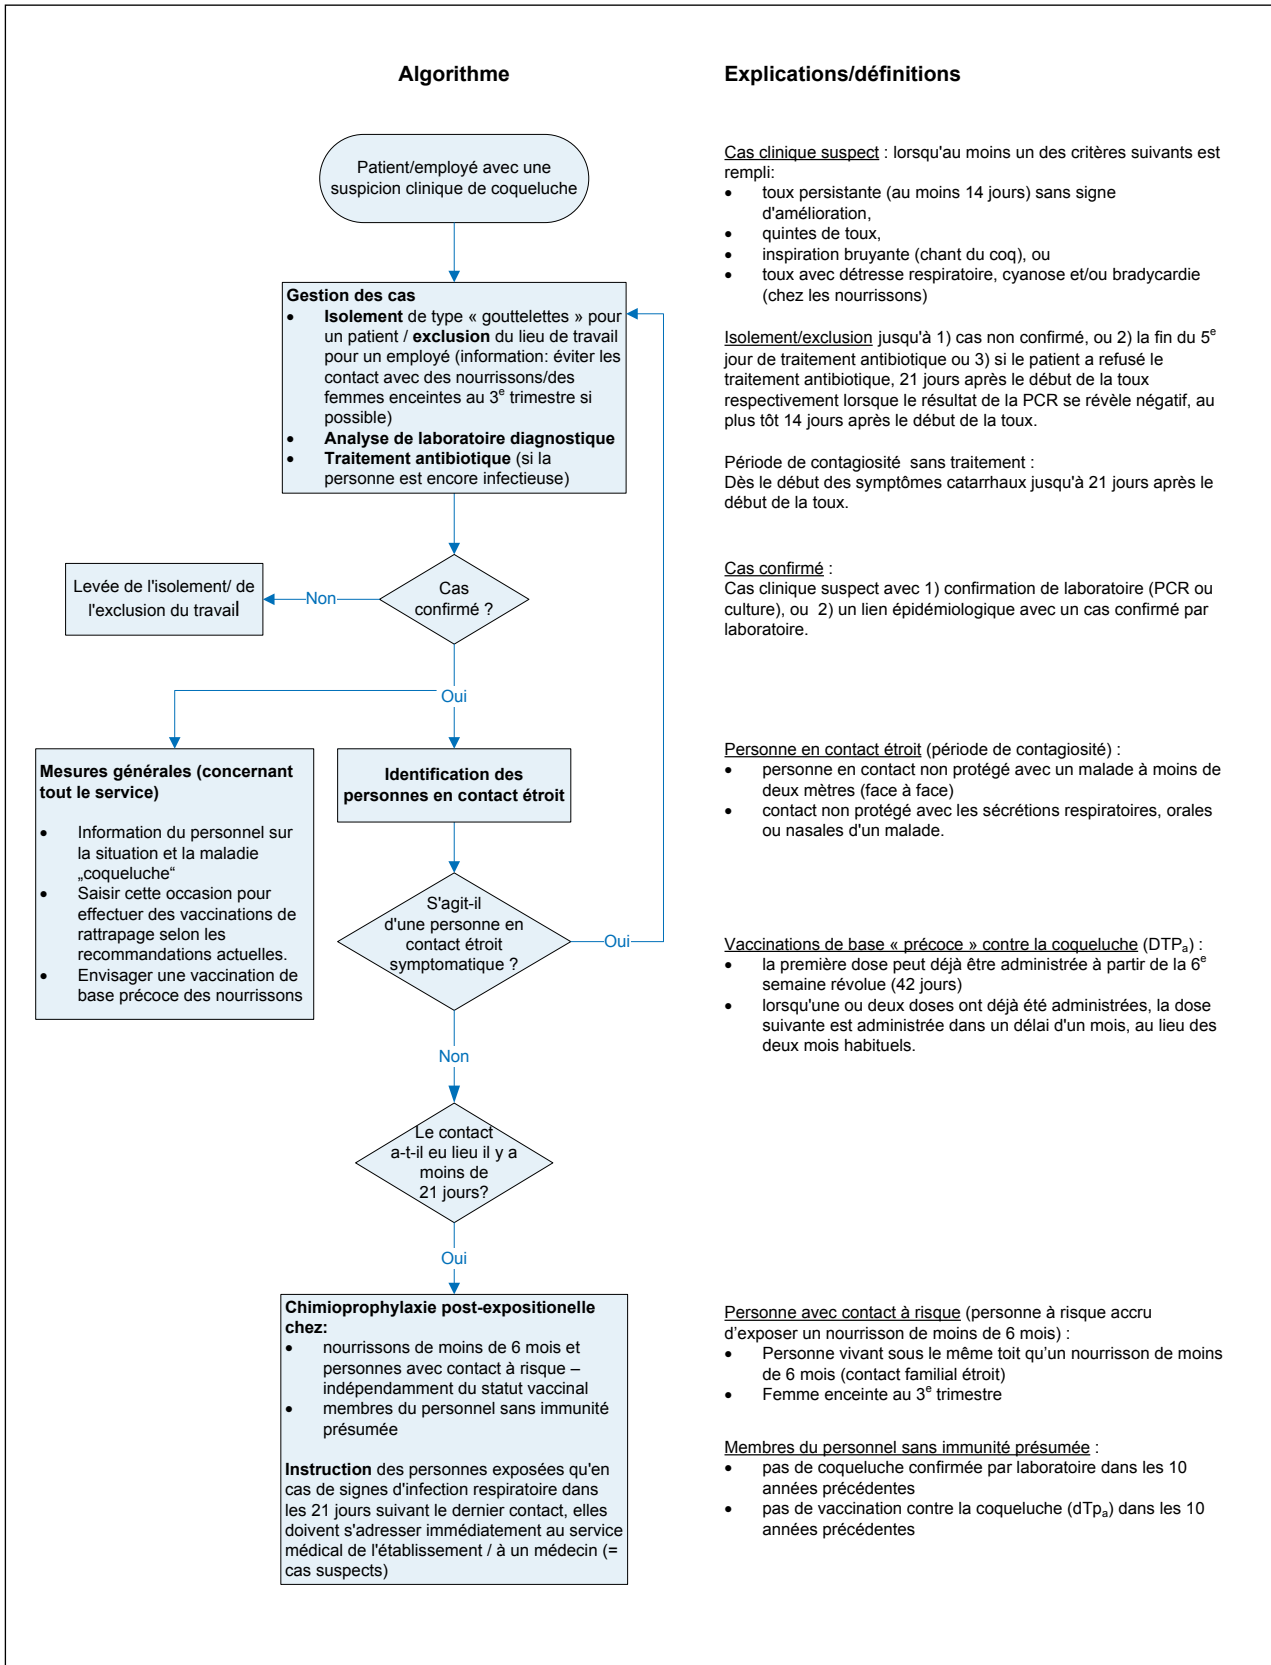 Algorithme
Explications/définitions
Patient/employé avec une
suspicion clinique de coqueluche
Gestion des cas
• Isolement de type « gouttelettes » pour
un patient / exclusion du lieu de travail
pour un employé (information: éviter les
contact avec des nourrissons/des
femmes enceintes au 3e trimestre si
possible)
• Analyse de laboratoire diagnostique
• Traitement antibiotique (si la
personne est encore infectieuse)
Cas
confirmé ?
Non
Levée de l'isolement/ de
l'exclusion du travail
Oui
Mesures générales (concernant
tout le service)
• Information du personnel sur
la situation et la maladie
„coqueluche“
• Saisir cette occasion pour
effectuer des vaccinations de
rattrapage selon les
recommandations actuelles.
• Envisager une vaccination de
base précoce des nourrissons
Identification des
personnes en contact étroit
S'agit-il
d'une personne en
contact étroit
symptomatique ?
Oui
Non
Le contact
a-t-il eu lieu il y a
moins de
21 jours?
Oui
Chimioprophylaxie post-expositionelle
chez:
• nourrissons de moins de 6 mois et
personnes avec contact à risque –
indépendamment du statut vaccinal
• membres du personnel sans immunité
présumée
Instruction des personnes exposées qu'en
cas de signes d'infection respiratoire dans
les 21 jours suivant le dernier contact, elles
doivent s'adresser immédiatement au service
médical de l'établissement / à un médecin (=
cas suspects)
Cas clinique suspect : lorsqu'au moins un des critères suivants est
rempli:
• toux persistante (au moins 14 jours) sans signe
d'amélioration,
• quintes de toux,
• inspiration bruyante (chant du coq), ou
• toux avec détresse respiratoire, cyanose et/ou bradycardie
(chez les nourrissons)
Isolement/exclusion jusqu'à 1) cas non confirmé, ou 2) la fin du 5e
jour de traitement antibiotique ou 3) si le patient a refusé le
traitement antibiotique, 21 jours après le début de la toux
respectivement lorsque le résultat de la PCR se révèle négatif, au
plus tôt 14 jours après le début de la toux.
Période de contagiosité sans traitement :
Dès le début des symptômes catarrhaux jusqu'à 21 jours après le
début de la toux.
Cas confirmé :
Cas clinique suspect avec 1) confirmation de laboratoire (PCR ou
culture), ou 2) un lien épidémiologique avec un cas confirmé par
laboratoire.
Personne en contact étroit (période de contagiosité) :
• personne en contact non protégé avec un malade à moins de
deux mètres (face à face)
• contact non protégé avec les sécrétions respiratoires, orales
ou nasales d'un malade.
Vaccinations de base « précoce » contre la coqueluche (DTPa) :
• la première dose peut déjà être administrée à partir de la 6e
semaine révolue (42 jours)
• lorsqu'une ou deux doses ont déjà été administrées, la dose
suivante est administrée dans un délai d'un mois, au lieu des
deux mois habituels.
Personne avec contact à risque (personne à risque accru
d’exposer un nourrisson de moins de 6 mois) :
• Personne vivant sous le même toit qu’un nourrisson de moins
de 6 mois (contact familial étroit)
• Femme enceinte au 3e trimestre
Membres du personnel sans immunité présumée :
• pas de coqueluche confirmée par laboratoire dans les 10
années précédentes
• pas de vaccination contre la coqueluche (dTpa) dans les 10
années précédentes